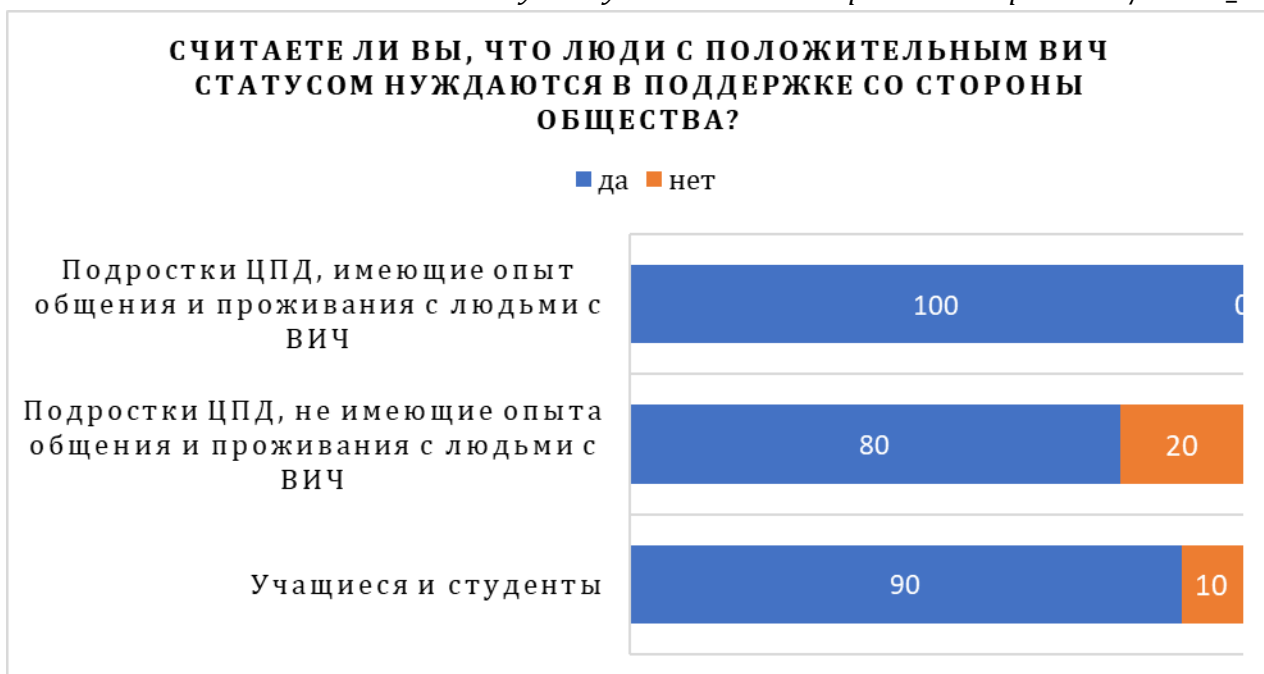 СЧИТАЕТЕ ЛИ ВЫ, ЧТО ЛЮДИ С ПОЛОЖИТЕЛЬНЫМ ВИЧ
СТАТУСОМ НУЖДАЮТСЯ В ПОДДЕРЖКЕ СО СТОРОНЫ
ОБЩЕСТВА?
да нет
Подростки ЦПД, имеющие опыт
общения и проживания с людьми с
ВИЧ
100 0
Подростки ЦПД, не имеющие опыта
общения и проживания с людьми с
ВИЧ
80 20
Учащиеся и студенты
90 10